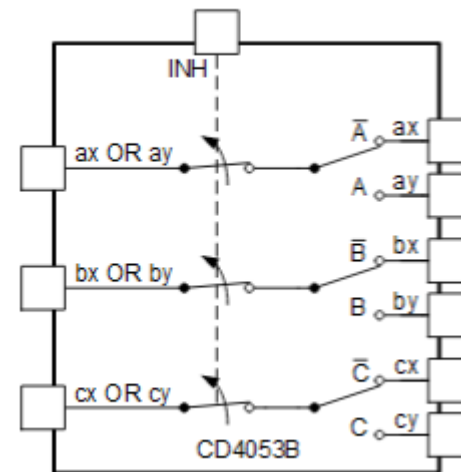 INH
ax OR ay
A̅ ax
A ay
bx OR by
B̅ bx
B by
cx OR cy
C̅ cx
C cy
CD4053B